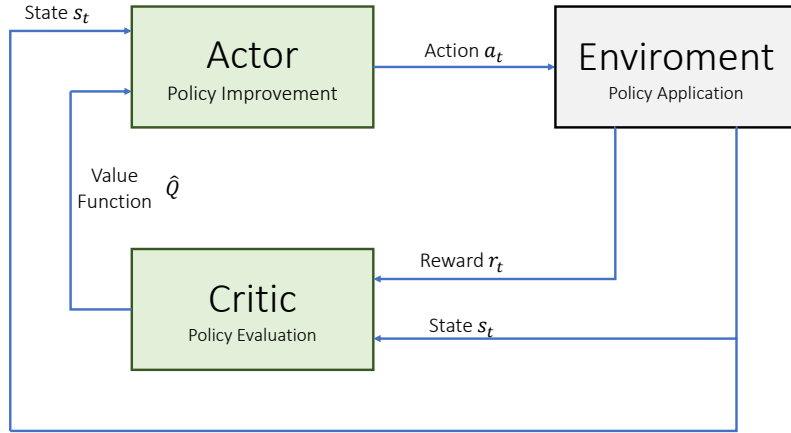 State s_t
Actor
Policy Improvement
Action a_t
Enviroment
Policy Application
Value
Function Q̂
Reward r_t
Critic
Policy Evaluation
State s_t